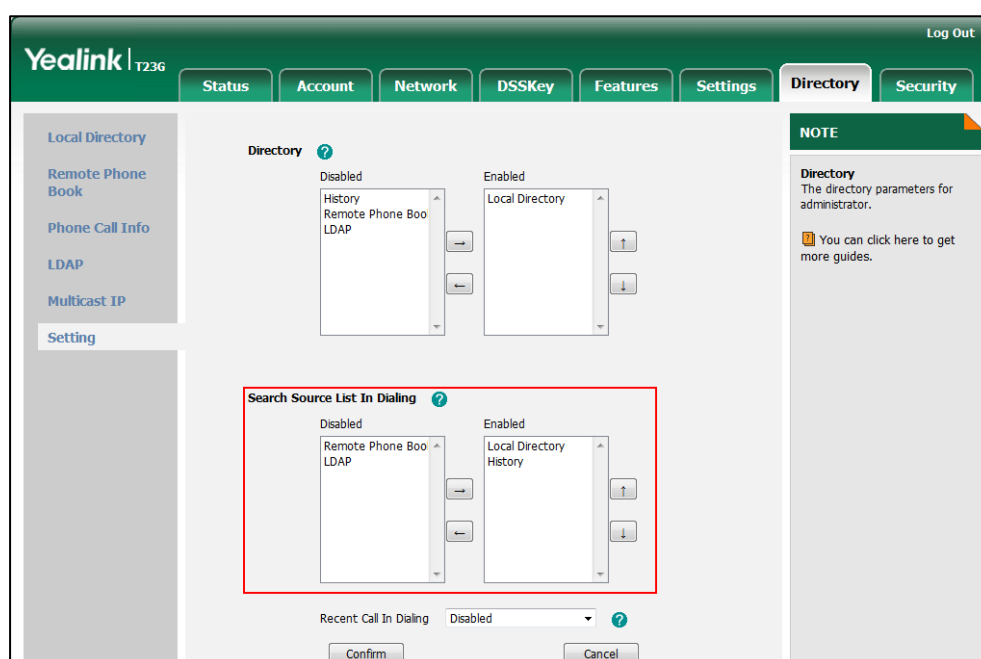 Log Out
Yealink T23G
Status Account Network DSSKey Features Settings Directory Security
Local Directory
Remote Phone
Book
Phone Call Info
LDAP
Multicast IP
Setting
Directory ?
Disabled Enabled
History
Remote Phone Boo
LDAP
Local Directory
→
←
↑
↓
Search Source List In Dialing ?
Disabled Enabled
Remote Phone Boo
LDAP
Local Directory
History
→
←
↑
↓
Recent Call In Dialing Disabled ?
Confirm Cancel
NOTE
Directory
The directory parameters for
administrator.
? You can click here to get
more guides.